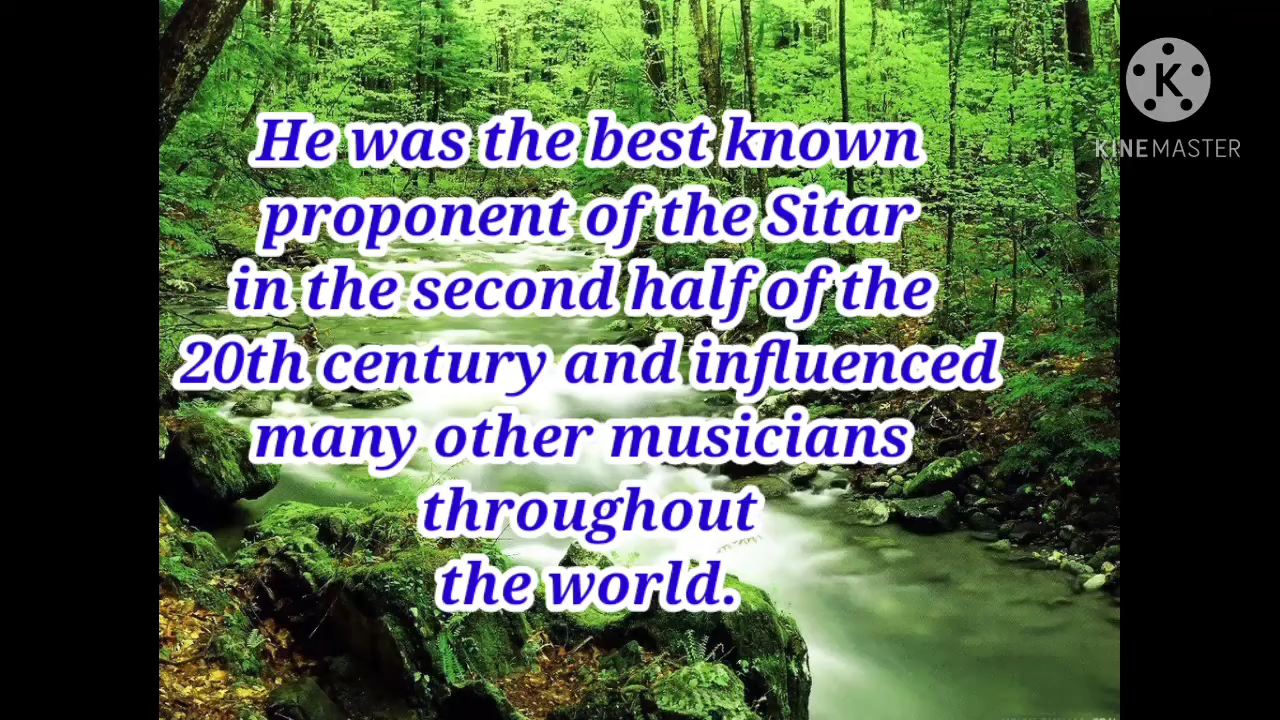 He was the best known
proponent of the Sitar
in the second half of the
20th century and influenced
many other musicians
throughout
the world.
K
KINEMASTER